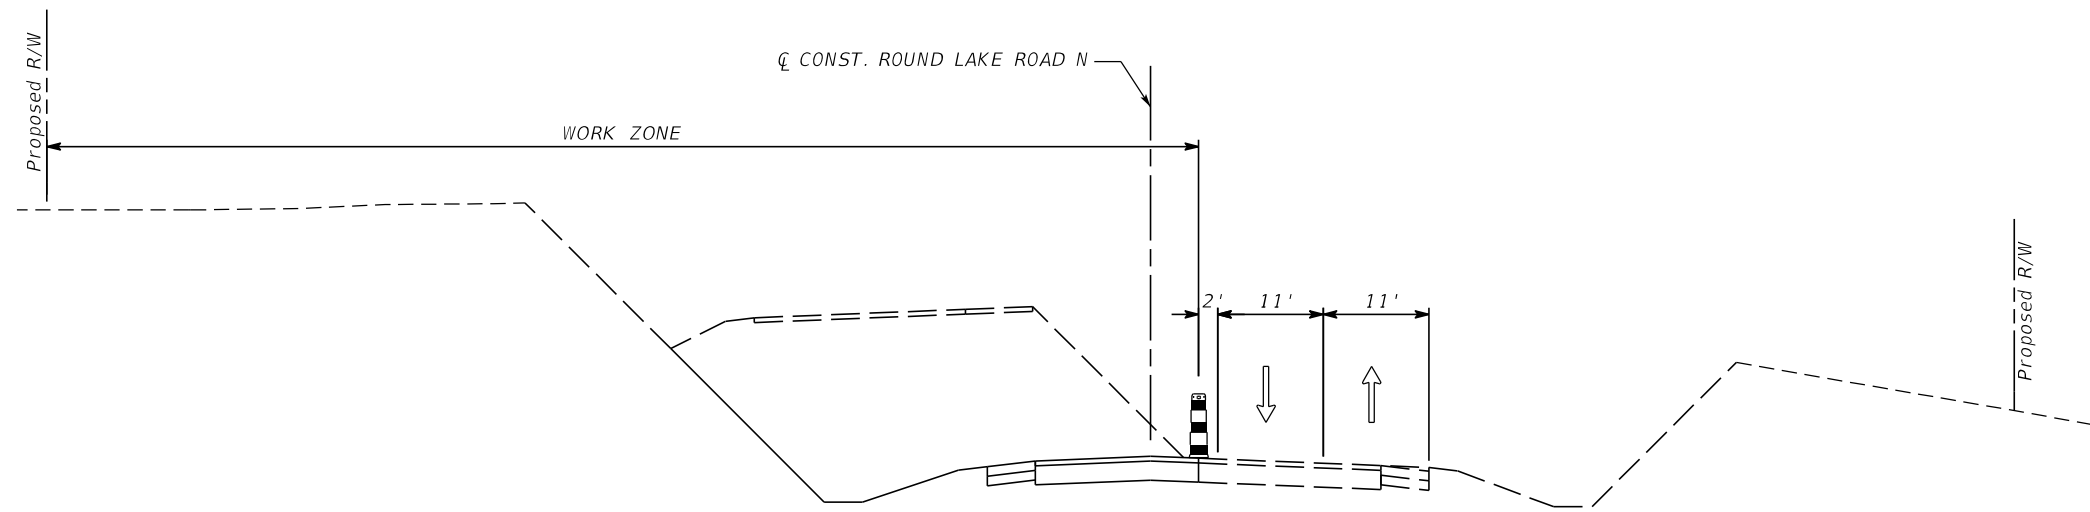 Proposed R/W
℄ CONST. ROUND LAKE ROAD N
WORK ZONE
2' 11' 11'
Proposed R/W